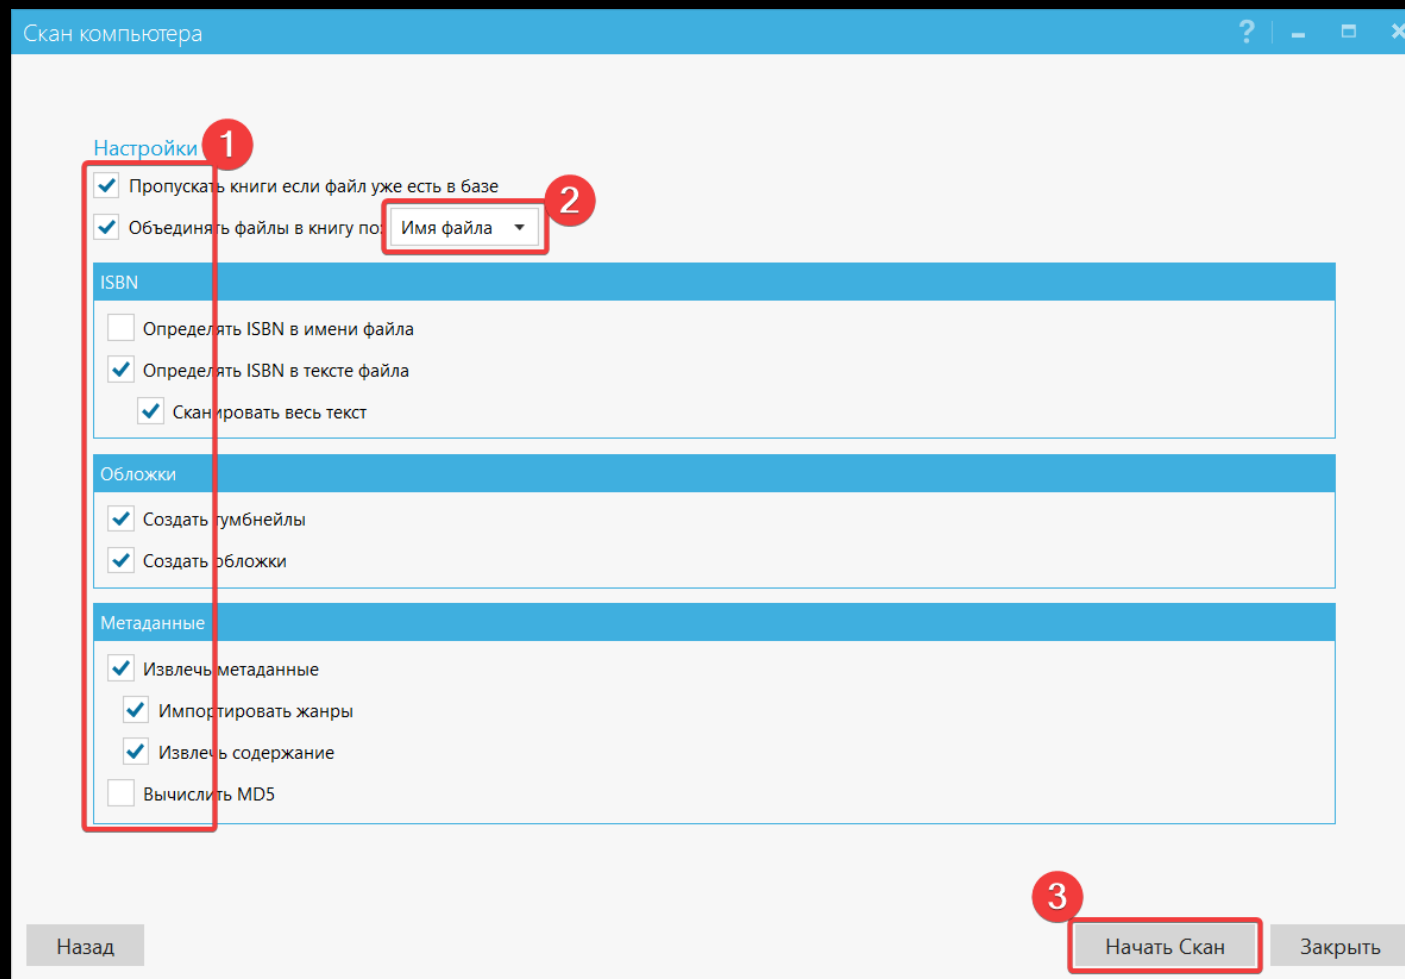 Скан компьютера ?
Настройки 1
Пропускать книги если файл уже есть в базе
2
Объединять файлы в книгу по: Имя файла
ISBN
Определять ISBN в имени файла
Определять ISBN в тексте файла
Сканировать весь текст
Обложки
Создать тумбнейлы
Создать обложки
Метаданные
Извлечь метаданные
Импортировать жанры
Извлечь содержание
Вычислить MD5
3
Назад Начать Скан Закрыть